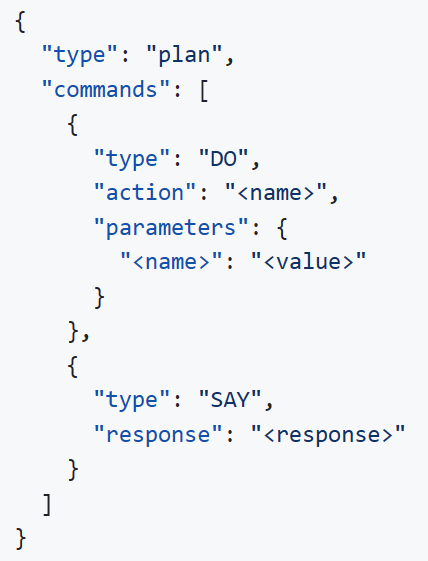 {
  "type": "plan",
  "commands": [
    {
      "type": "DO",
      "action": "<name>",
      "parameters": {
        "<name>": "<value>"
      }
    },
    {
      "type": "SAY",
      "response": "<response>"
    }
  ]
}